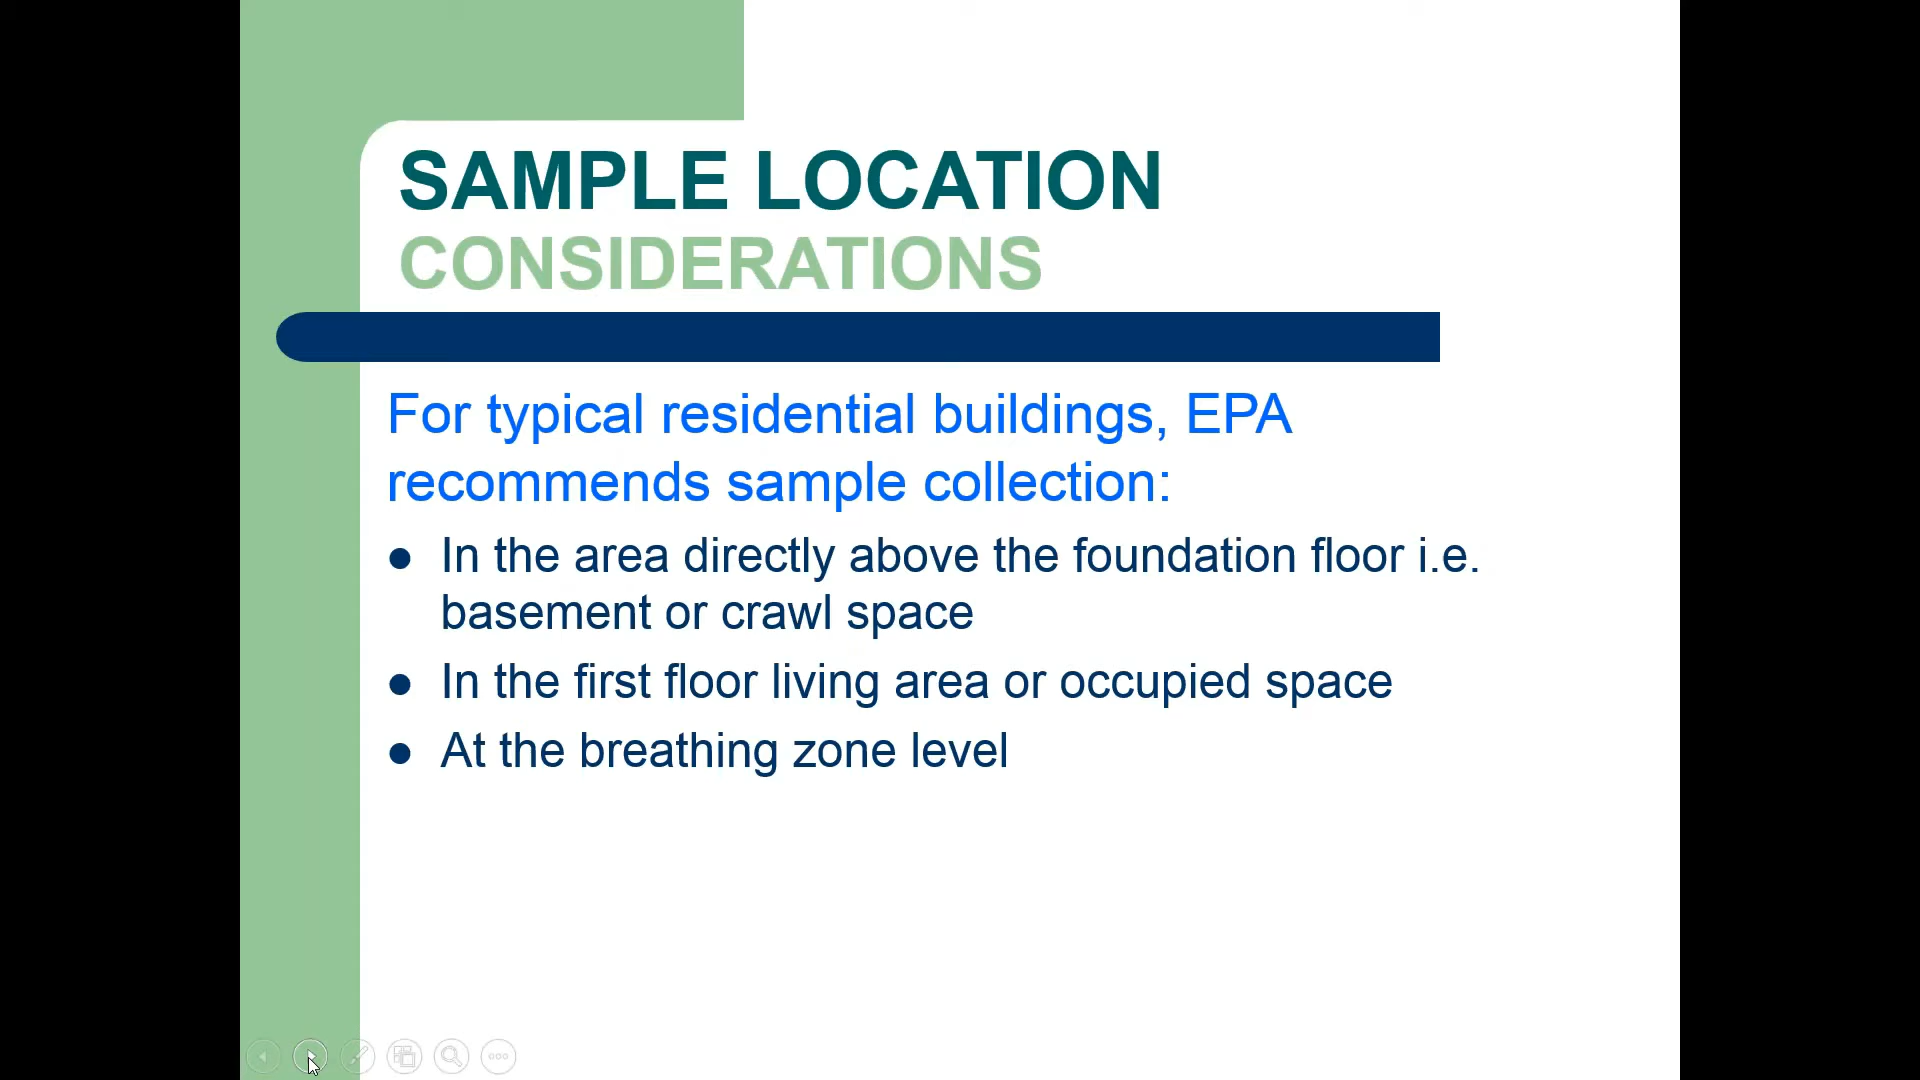 SAMPLE LOCATION
CONSIDERATIONS
For typical residential buildings, EPA
recommends sample collection:
● In the area directly above the foundation floor i.e.
basement or crawl space
● In the first floor living area or occupied space
● At the breathing zone level